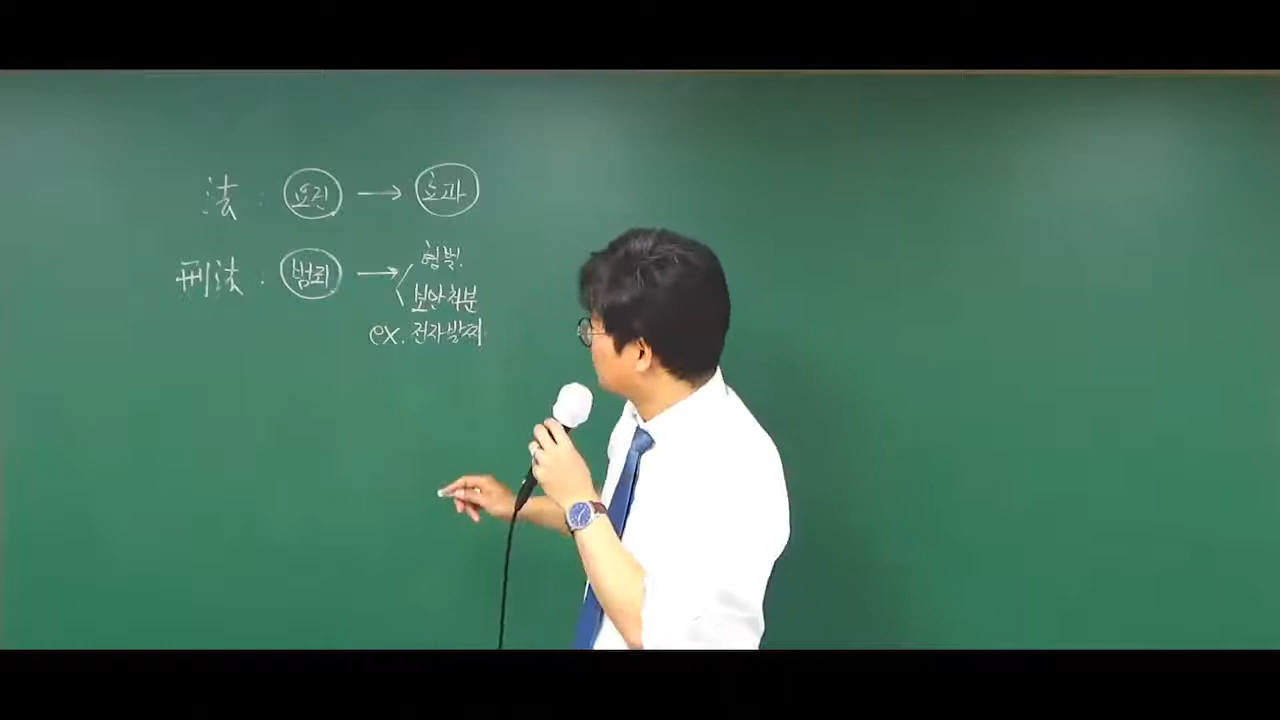 法 : 요건 → 효과
刑法 : 범죄 → 형벌
보안처분
ex. 전자발찌